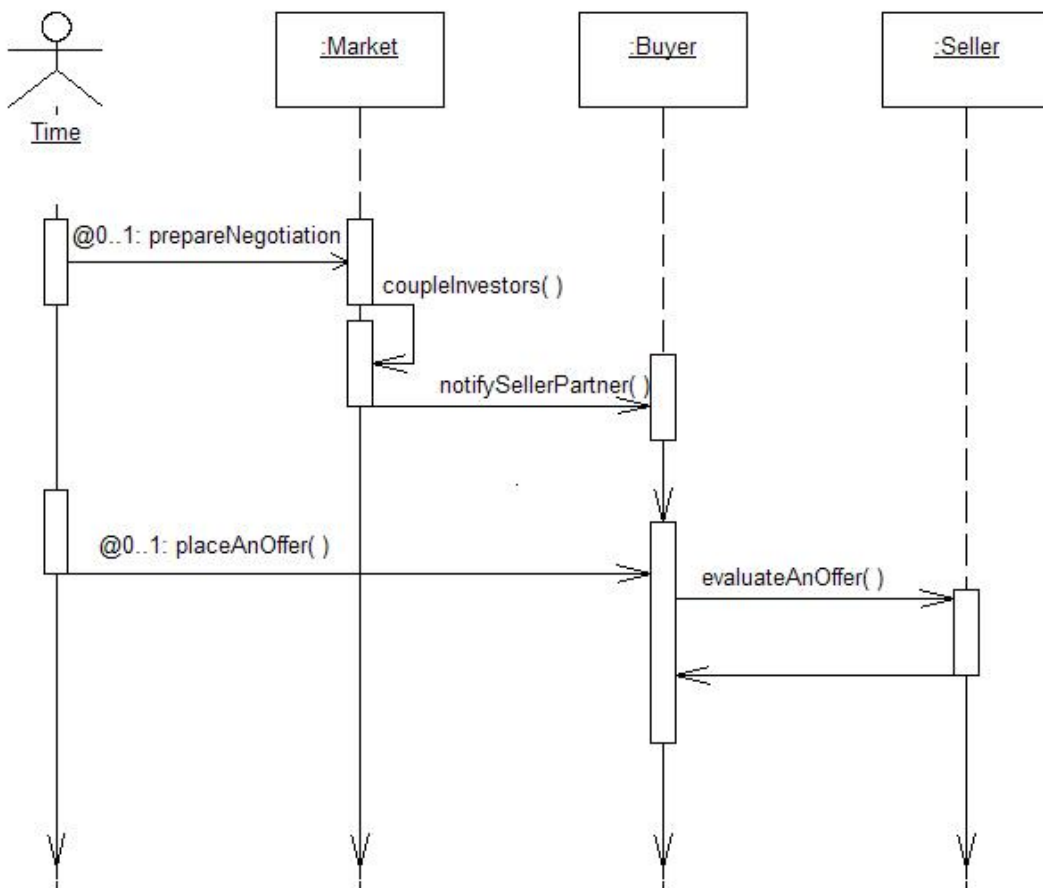 :Market
:Buyer
:Seller
Time
@0..1: prepareNegotiation
coupleInvestors( )
notifySellerPartner( )
@0..1: placeAnOffer( )
evaluateAnOffer( )